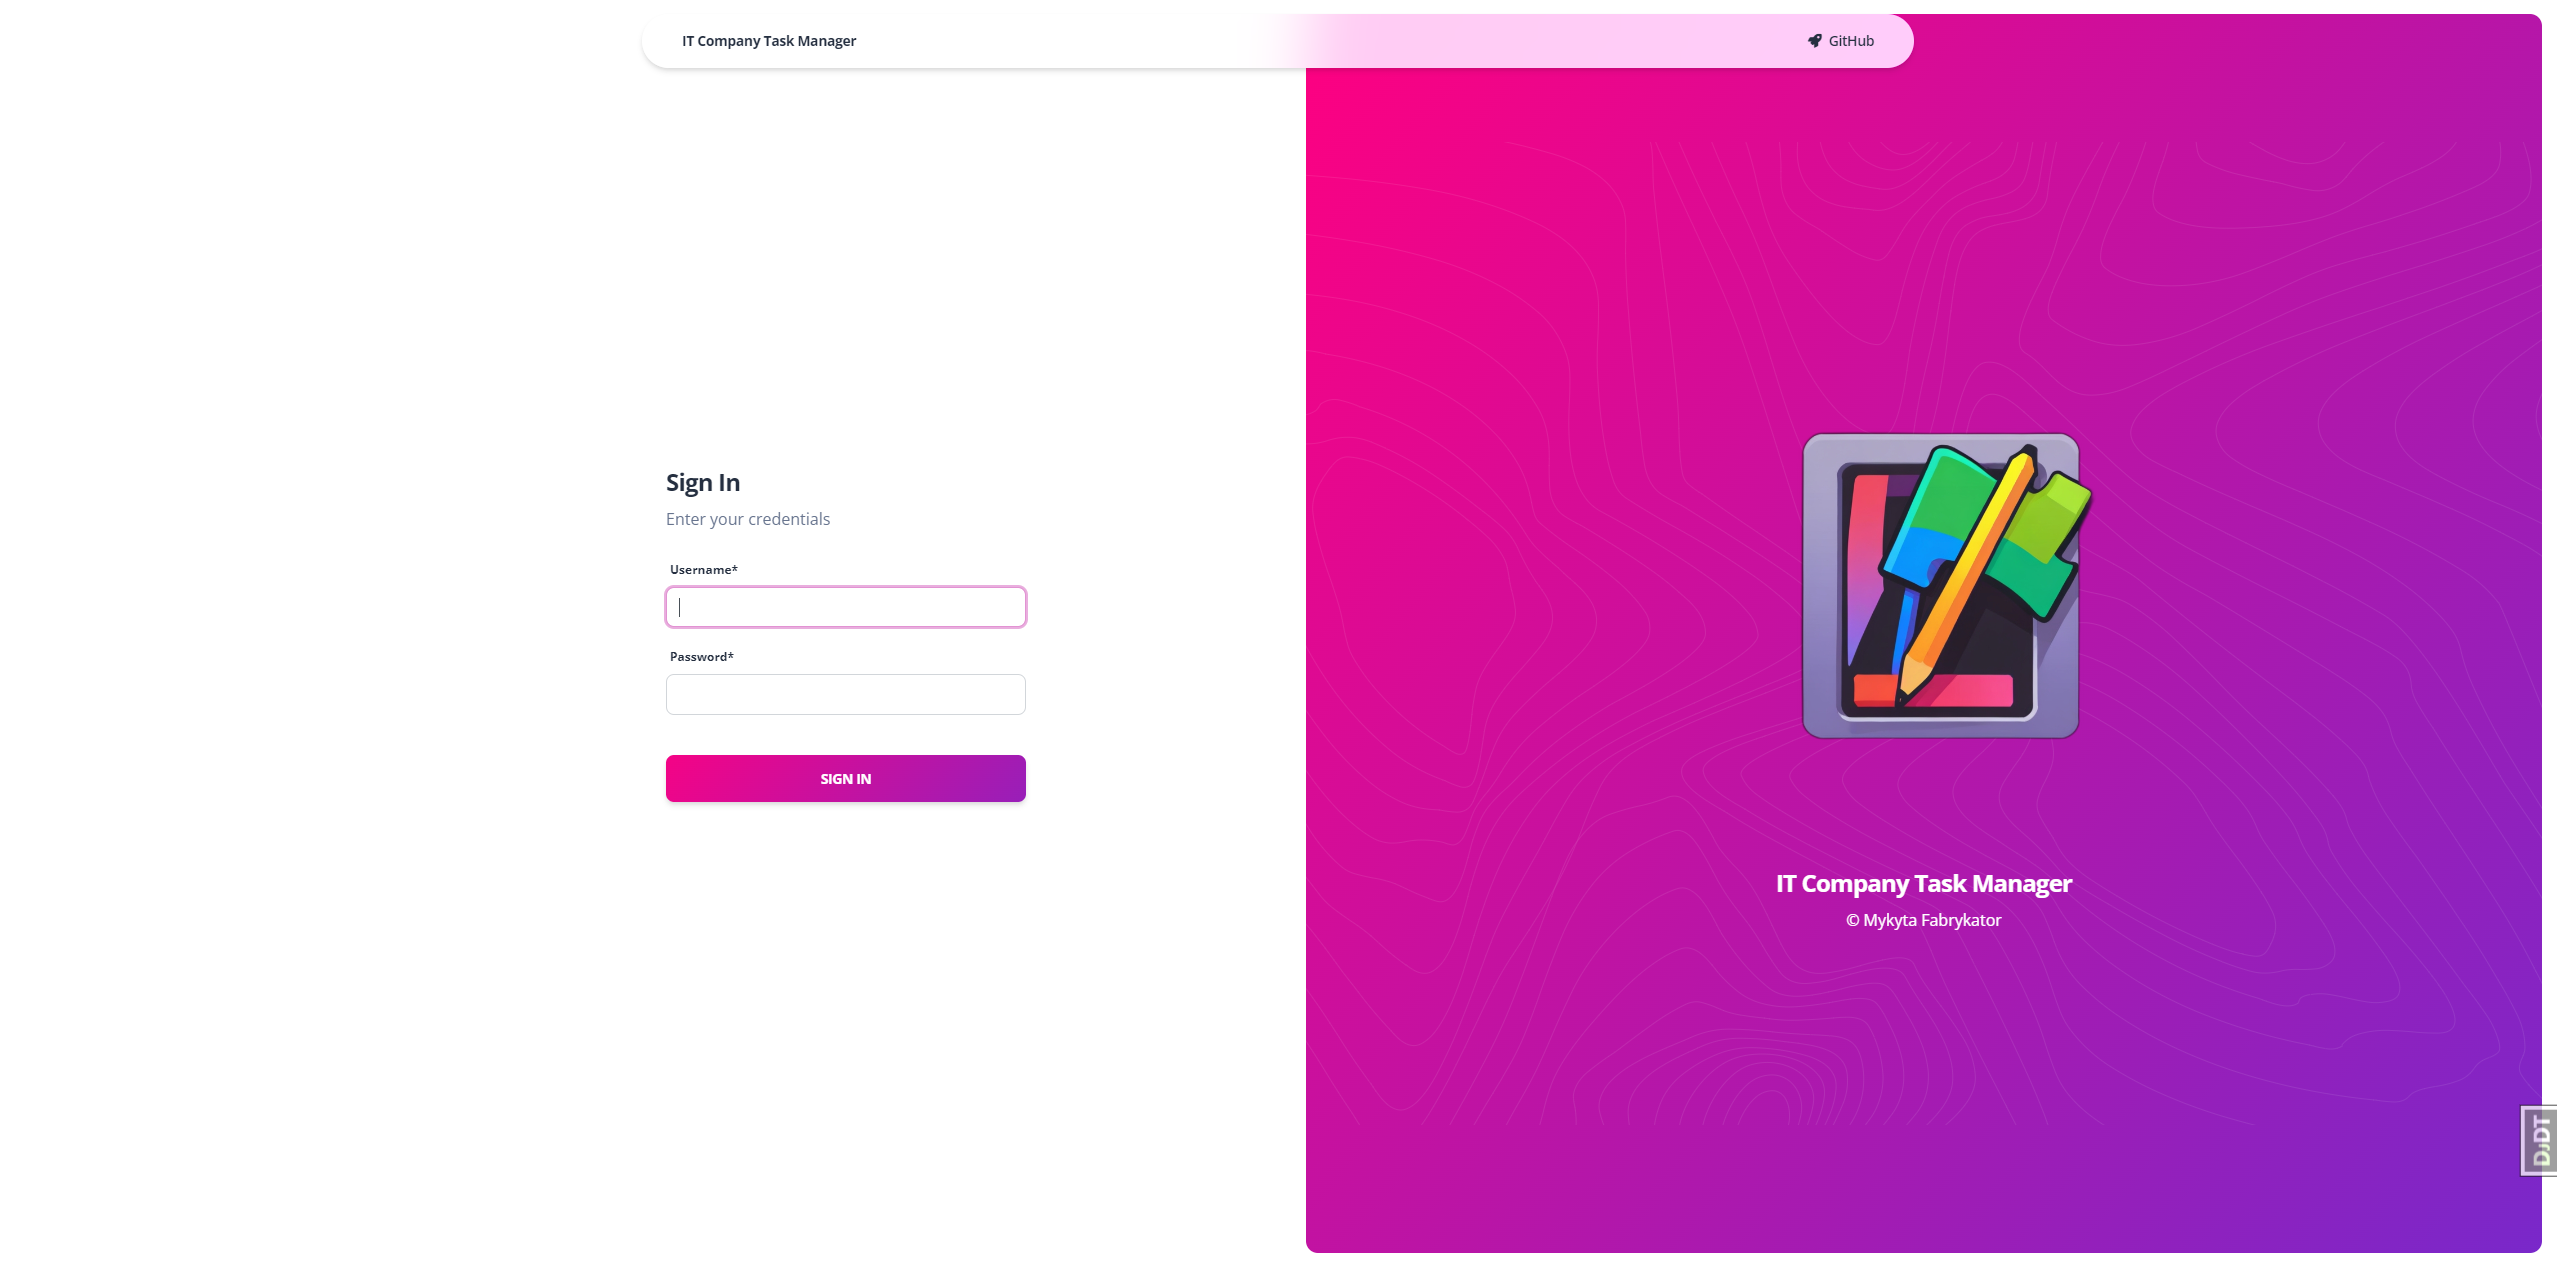 IT Company Task Manager
GitHub
Sign In
Enter your credentials
Username*
Password*
SIGN IN
IT Company Task Manager
© Mykyta Fabrykator
DJDT